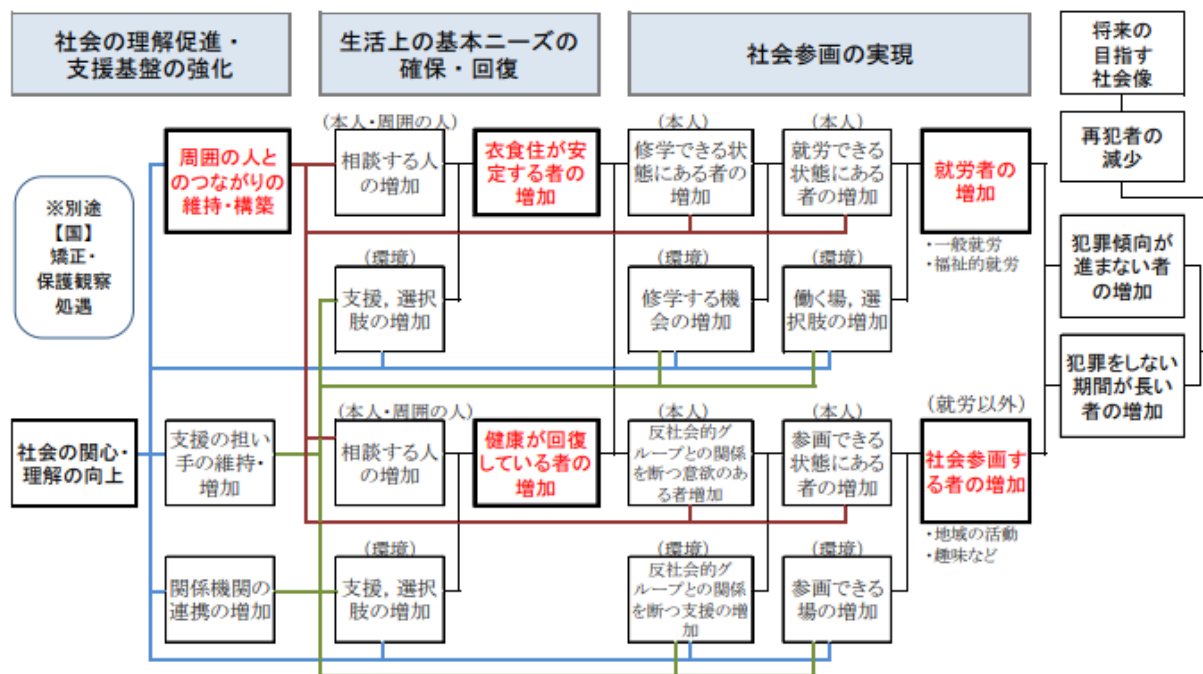 社会の理解促進・
支援基盤の強化
生活上の基本ニーズの
確保・回復
社会参画の実現
将来の
目指す
社会像
再犯者の
減少
※別途
【国】
矯正・
保護観察
処遇
周囲の人と
のつながりの
維持・構築
(本人・周囲の人)
相談する人
の増加
衣食住が安
定する者の
増加
(本人)
修学できる状
態にある者の
増加
(本人)
就労できる
状態にある
者の増加
就労者の
増加
・一般就労
・福祉的就労
(環境)
支援，選択
肢の増加
(環境)
修学する機
会の増加
(環境)
働く場，選
択肢の増加
犯罪傾向が
進まない者
の増加
犯罪をしない
期間が長い
者の増加
社会の関心・
理解の向上
支援の担い
手の維持・
増加
(本人・周囲の人)
相談する人
の増加
健康が回復
している者の
増加
(本人)
反社会的グ
ループとの関係
を断つ意欲のあ
る者増加
(本人)
参画できる
状態にある
者の増加
(就労以外)
社会参画す
る者の増加
・地域の活動
・趣味など
関係機関の
連携の増加
(環境)
支援，選択
肢の増加
(環境)
反社会的グ
ループとの関係
を断つ支援の増
加
(環境)
参画できる
場の増加